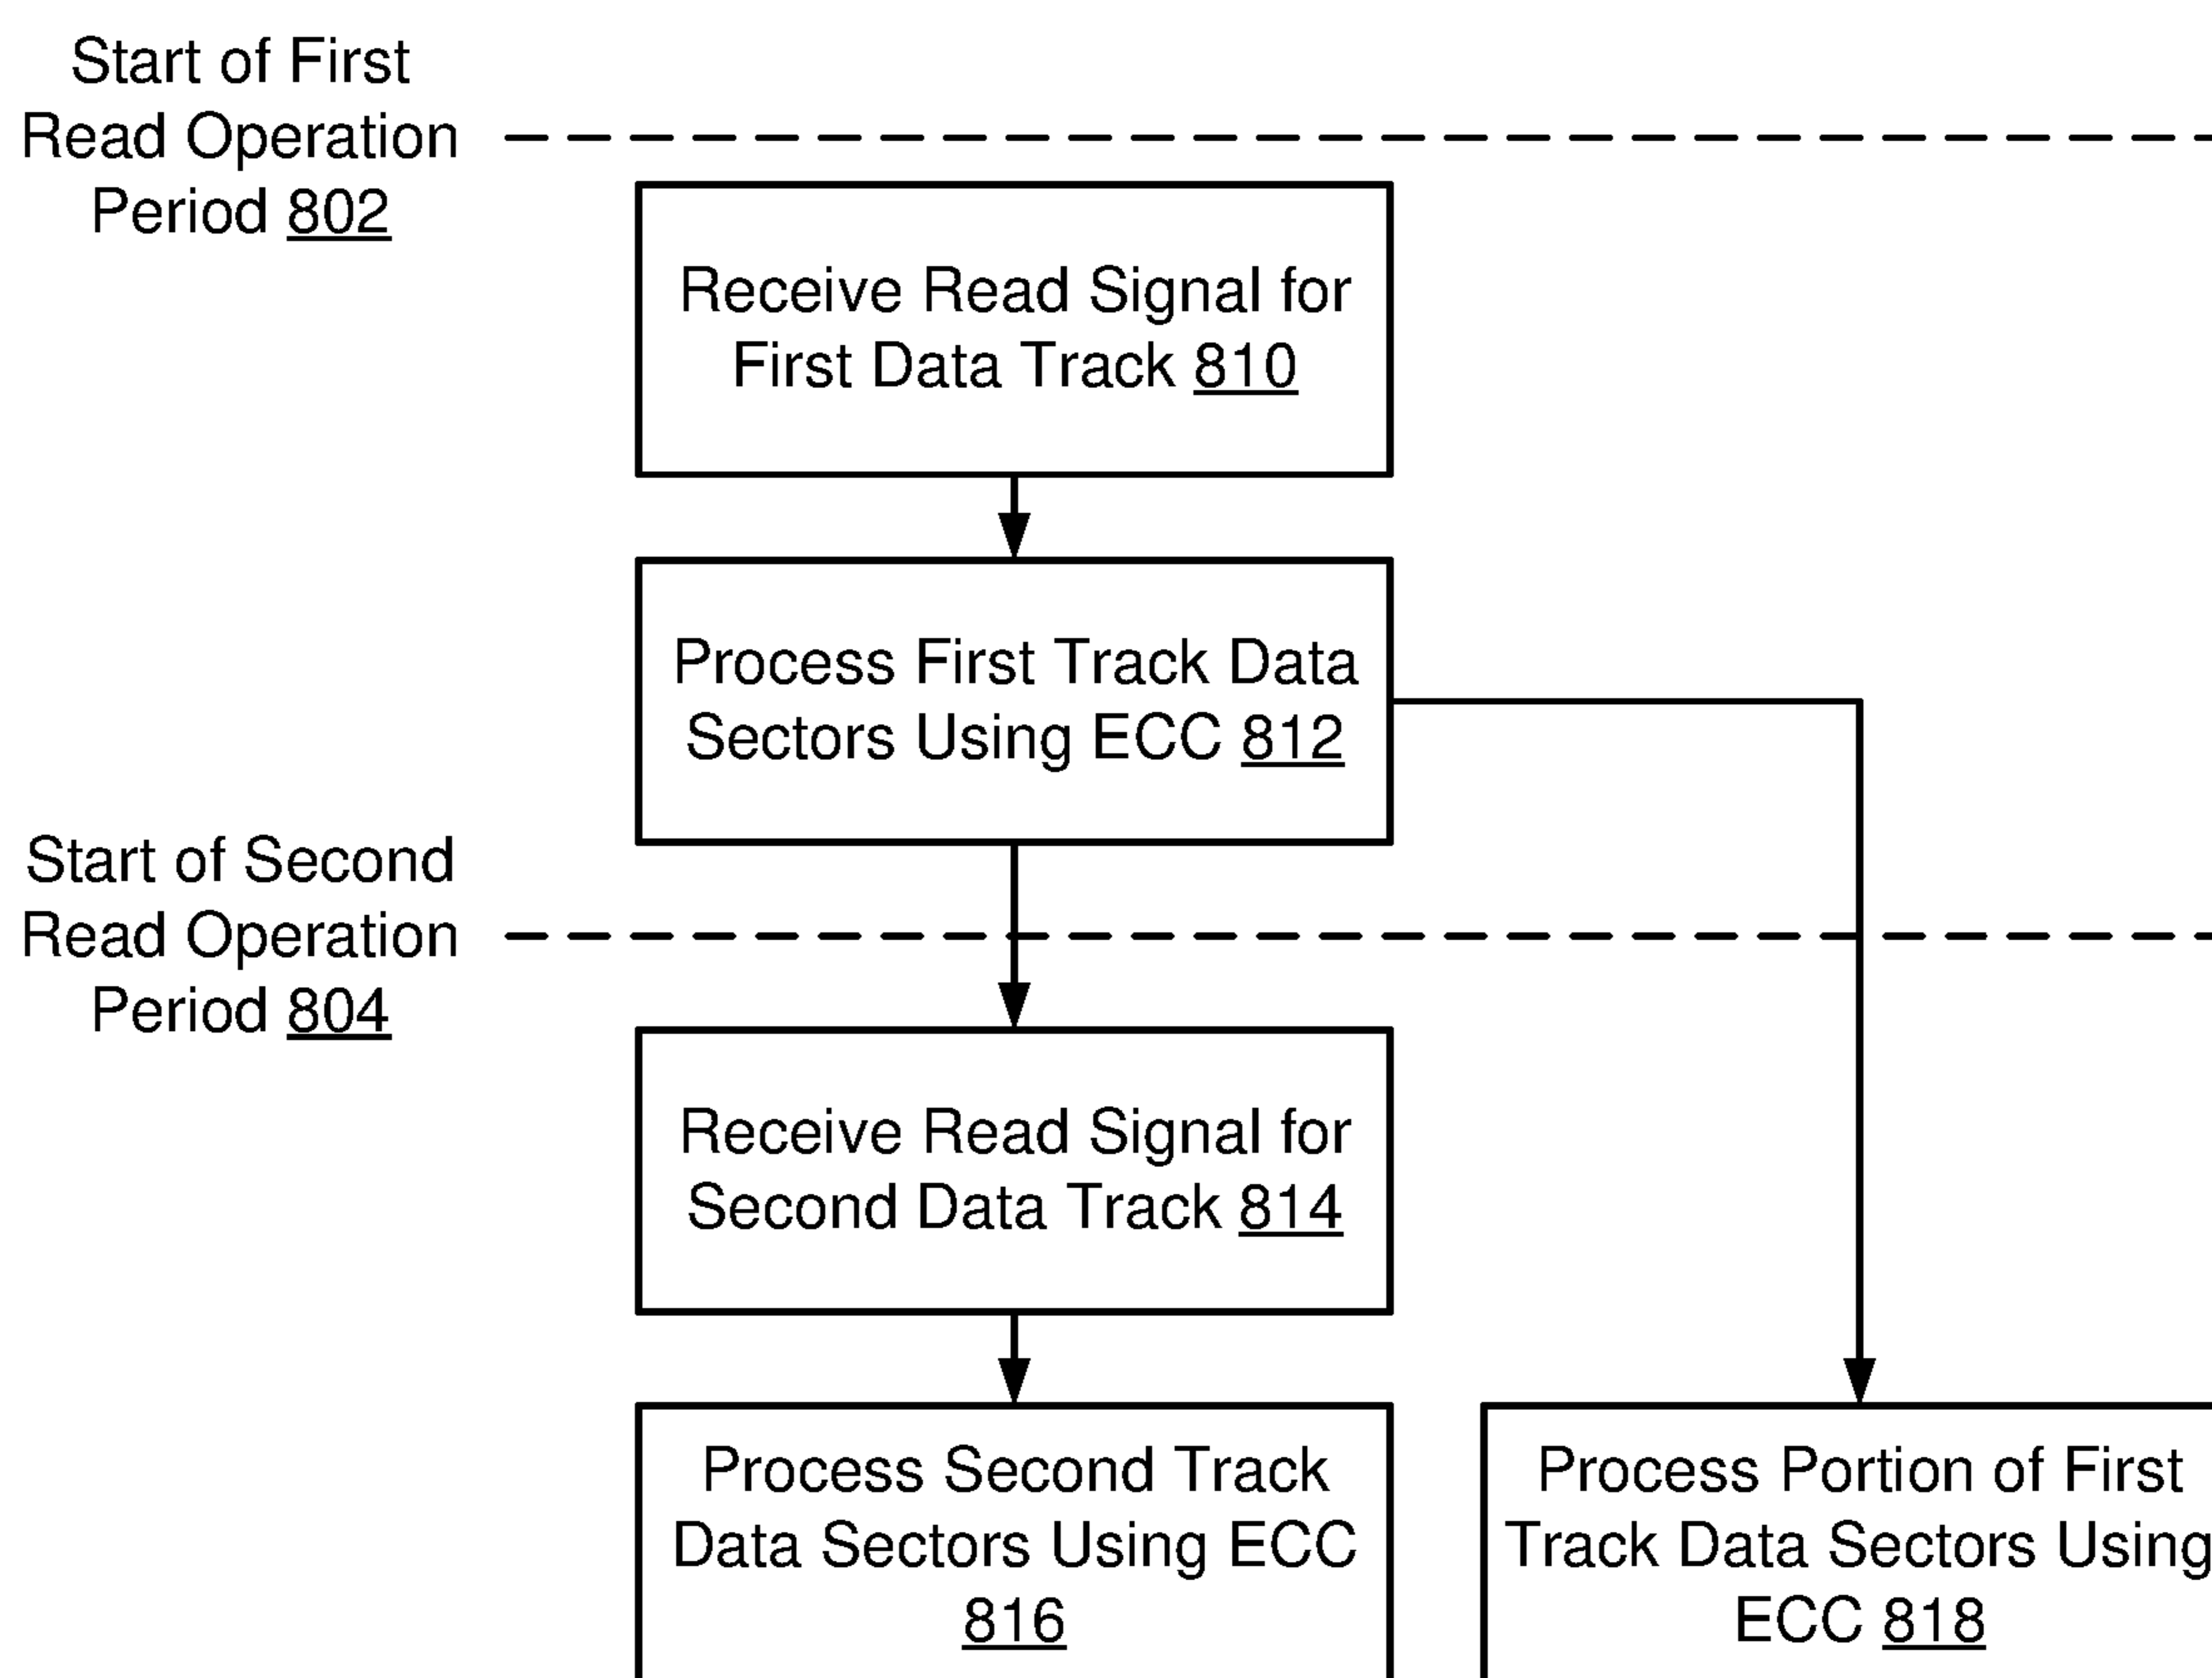 Start of First
Read Operation
Period 802
Receive Read Signal for
First Data Track 810
Process First Track Data
Sectors Using ECC 812
Start of Second
Read Operation
Period 804
Receive Read Signal for
Second Data Track 814
Process Second Track
Data Sectors Using ECC
816
Process Portion of First
Track Data Sectors Using
ECC 818